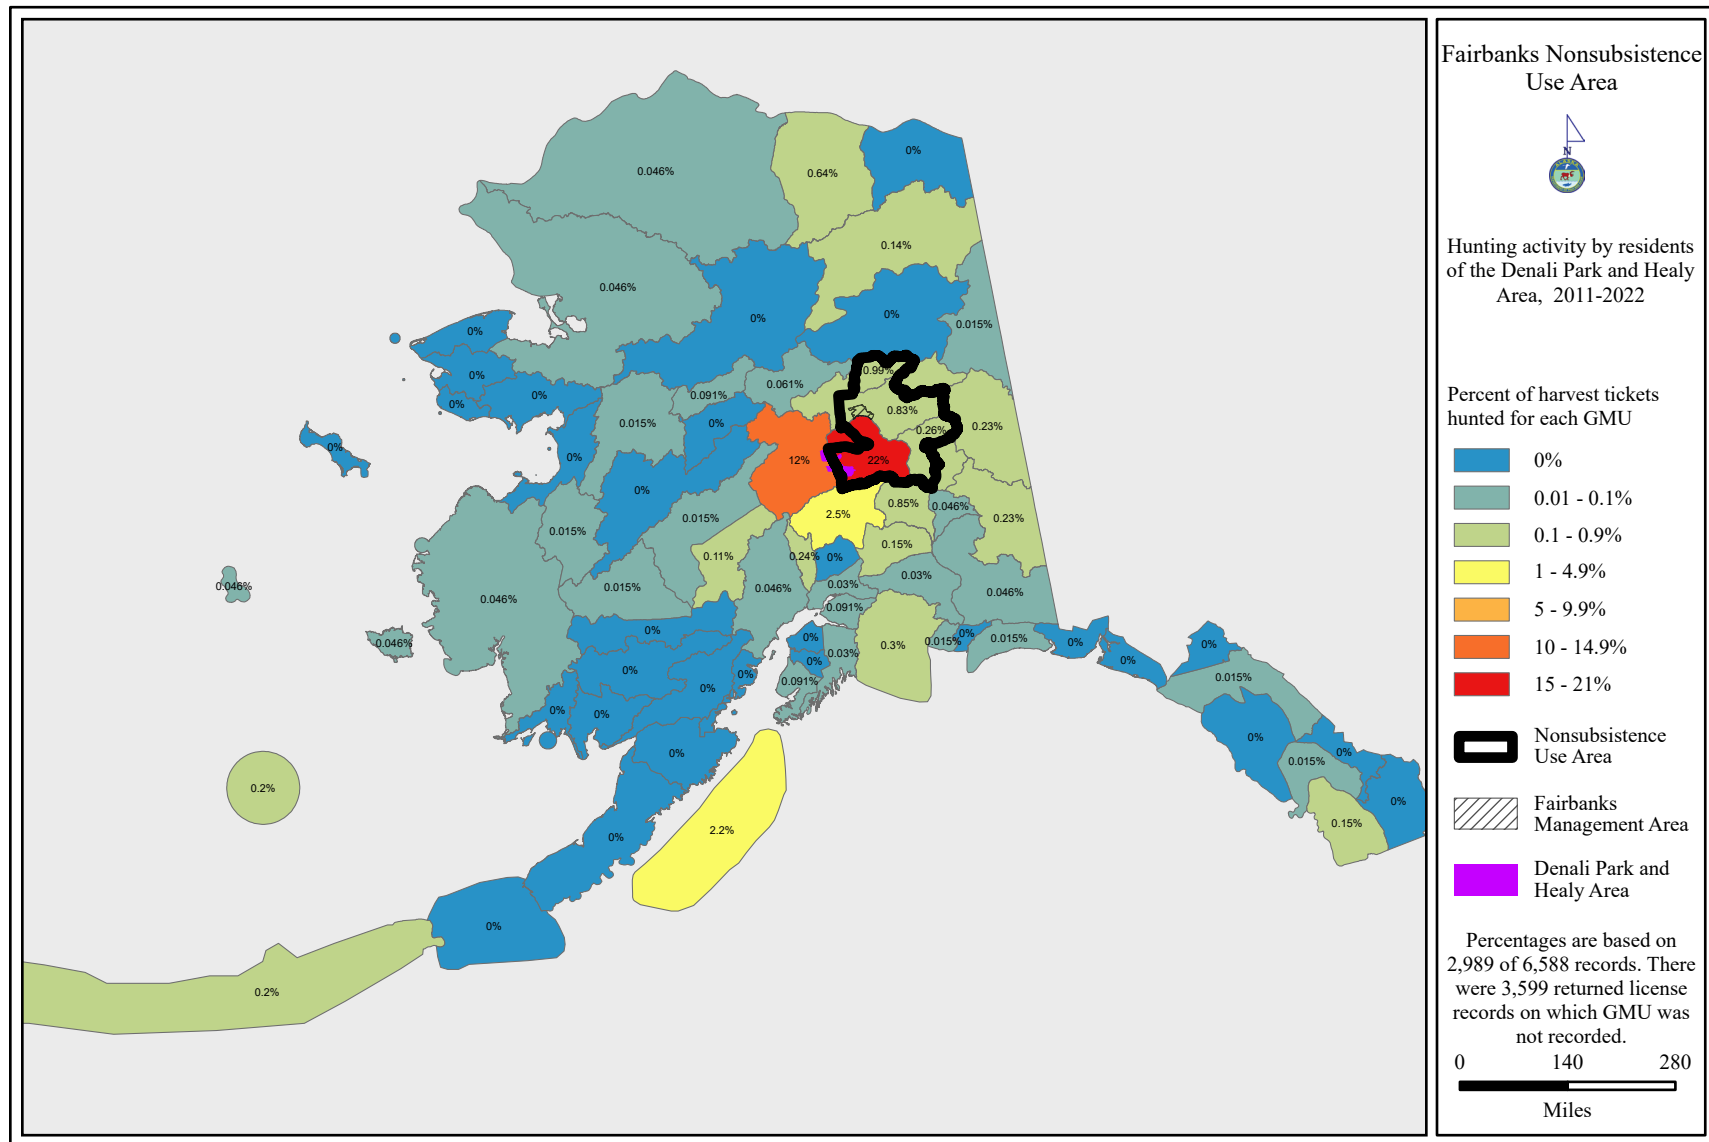 Fairbanks Nonsubsistence
Use Area
N
ALASKA
Hunting activity by residents
of the Denali Park and Healy
Area, 2011-2022
Percent of harvest tickets
hunted for each GMU
0%
0.01 - 0.1%
0.1 - 0.9%
1 - 4.9%
5 - 9.9%
10 - 14.9%
15 - 21%
Nonsubsistence
Use Area
Fairbanks
Management Area
Denali Park and
Healy Area
Percentages are based on
2,989 of 6,588 records. There
were 3,599 returned license
records on which GMU was
not recorded.
0 140 280
Miles
0%
0.046%
0.64%
0.14%
0.046%
0%
0%
0.015%
0%
0%
0%
0%
0.99%
0.061%
0.091%
0.83%
0.015%
0%
0.26%
0.23%
0%
0%
12%
22%
0%
0.85%
0.046%
2.5%
0.015%
0.23%
0.015%
0.15%
0.11%
0.24%
0%
0.03%
0.03%
0.046%
0.015%
0.046%
0.046%
0.046%
0.091%
0%
0%
0.046%
0.3%
0.015%
0%
0.015%
0%
0%
0.03%
0%
0%
0%
0%
0%
0.015%
0.091%
0%
0%
0%
0%
0%
0%
0.015%
0.2%
0%
0.15%
2.2%
0%
0%
0.2%